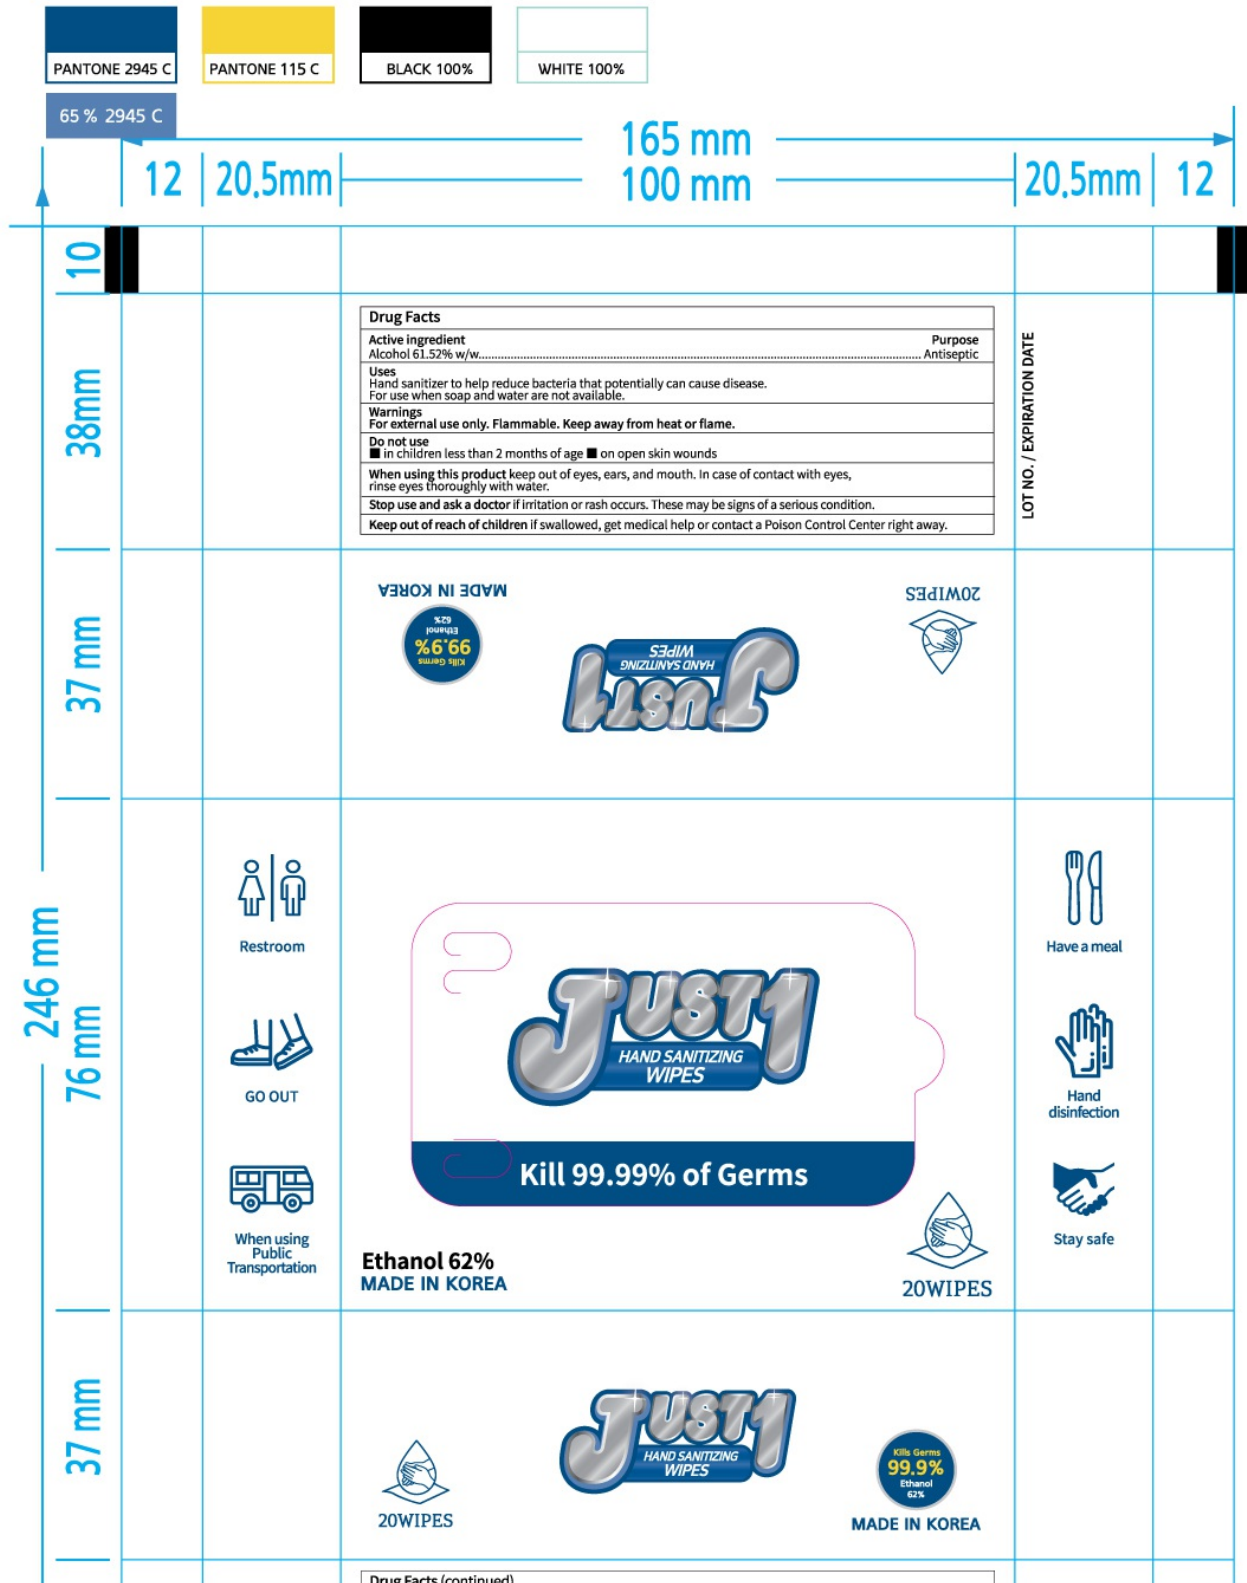 PANTONE 2945 C
PANTONE 115 C
BLACK 100%
WHITE 100%
65 % 2945 C
165 mm
12
20.5mm
100 mm
20.5mm
12
10
38mm
37 mm
246 mm
76 mm
37 mm
Drug Facts
Active ingredient Purpose
Alcohol 61.52% w/w........................................................................................................................................ Antiseptic
Uses
Hand sanitizer to help reduce bacteria that potentially can cause disease.
For use when soap and water are not available.
Warnings
For external use only. Flammable. Keep away from heat or flame.
Do not use
■ in children less than 2 months of age ■ on open skin wounds
When using this product keep out of eyes, ears, and mouth. In case of contact with eyes,
rinse eyes thoroughly with water.
Stop use and ask a doctor if irritation or rash occurs. These may be signs of a serious condition.
Keep out of reach of children if swallowed, get medical help or contact a Poison Control Center right away.
LOT NO. / EXPIRATION DATE
20WIPES
JUST1
HAND SANITIZING
WIPES
Kills Germs
99.9%
Ethanol
62%
MADE IN KOREA
Restroom
GO OUT
When using
Public
Transportation
JUST1
HAND SANITIZING
WIPES
Kill 99.99% of Germs
Ethanol 62%
MADE IN KOREA
20WIPES
Have a meal
Hand
disinfection
Stay safe
20WIPES
JUST1
HAND SANITIZING
WIPES
Kills Germs
99.9%
Ethanol
62%
MADE IN KOREA
Drug Facts (continued)